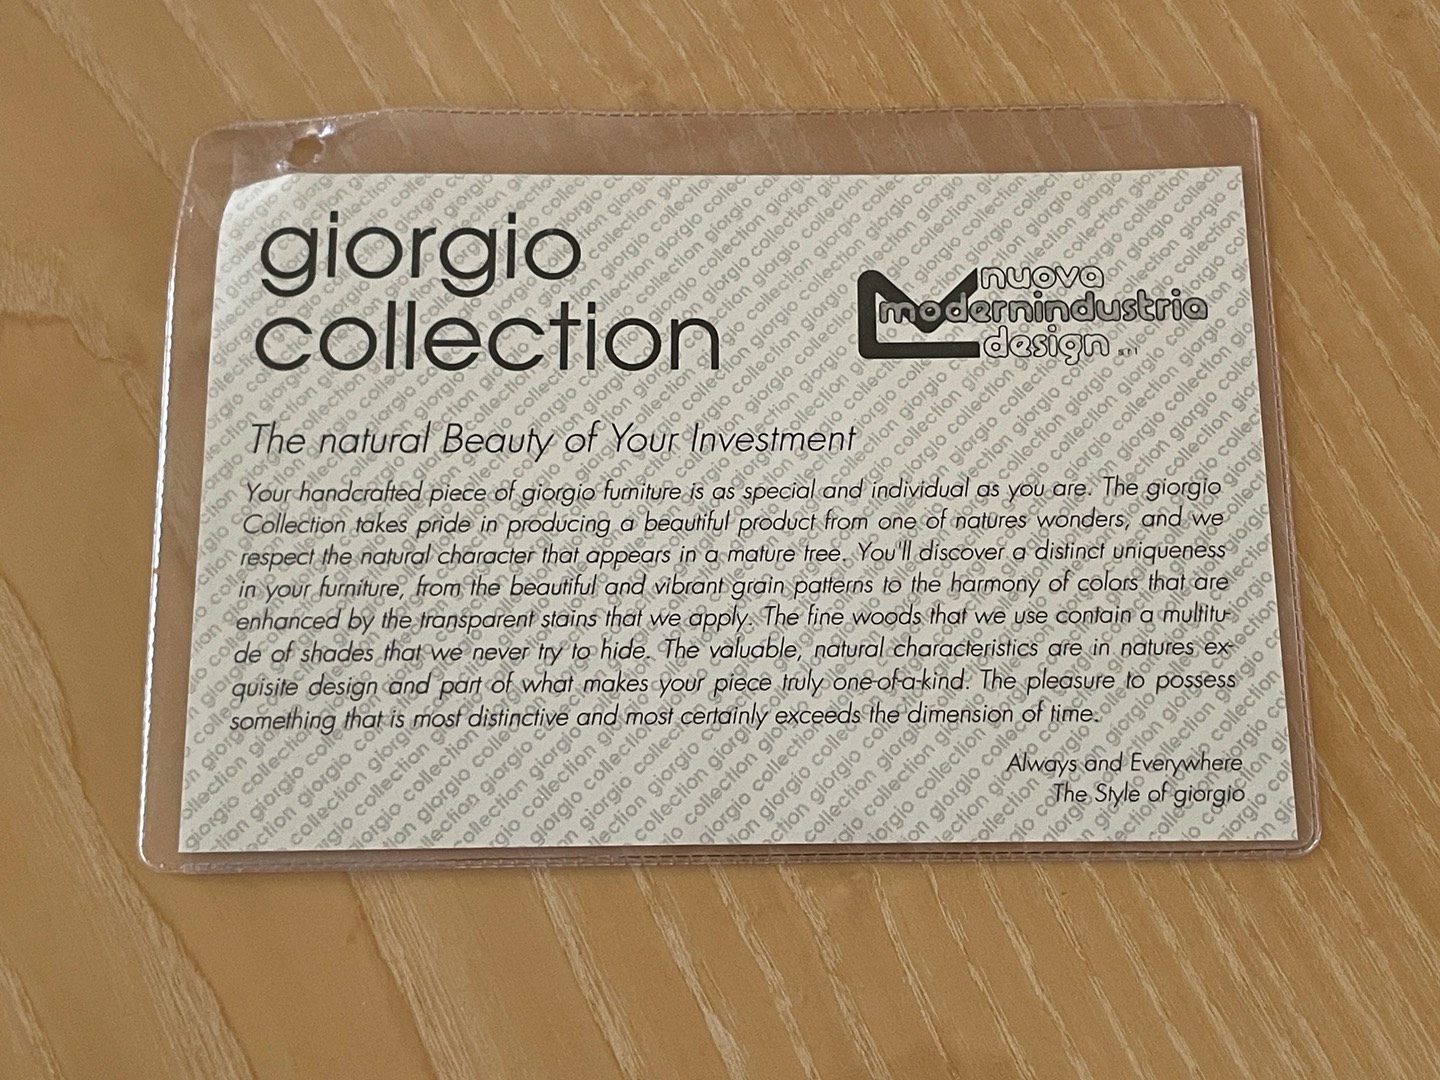 giorgio
collection
nuova
modernindustria
design s.r.l
The natural Beauty of Your Investment
Your handcrafted piece of giorgio furniture is as special and individual as you are. The giorgio
Collection takes pride in producing a beautiful product from one of natures wonders, and we
respect the natural character that appears in a mature tree. You'll discover a distinct uniqueness
in your furniture, from the beautiful and vibrant grain patterns to the harmony of colors that are
enhanced by the transparent stains that we apply. The fine woods that we use contain a multitu-
de of shades that we never try to hide. The valuable, natural characteristics are in natures ex-
quisite design and part of what makes your piece truly one-of-a-kind. The pleasure to possess
something that is most distinctive and most certainly exceeds the dimension of time.
Always and Everywhere
The Style of giorgio